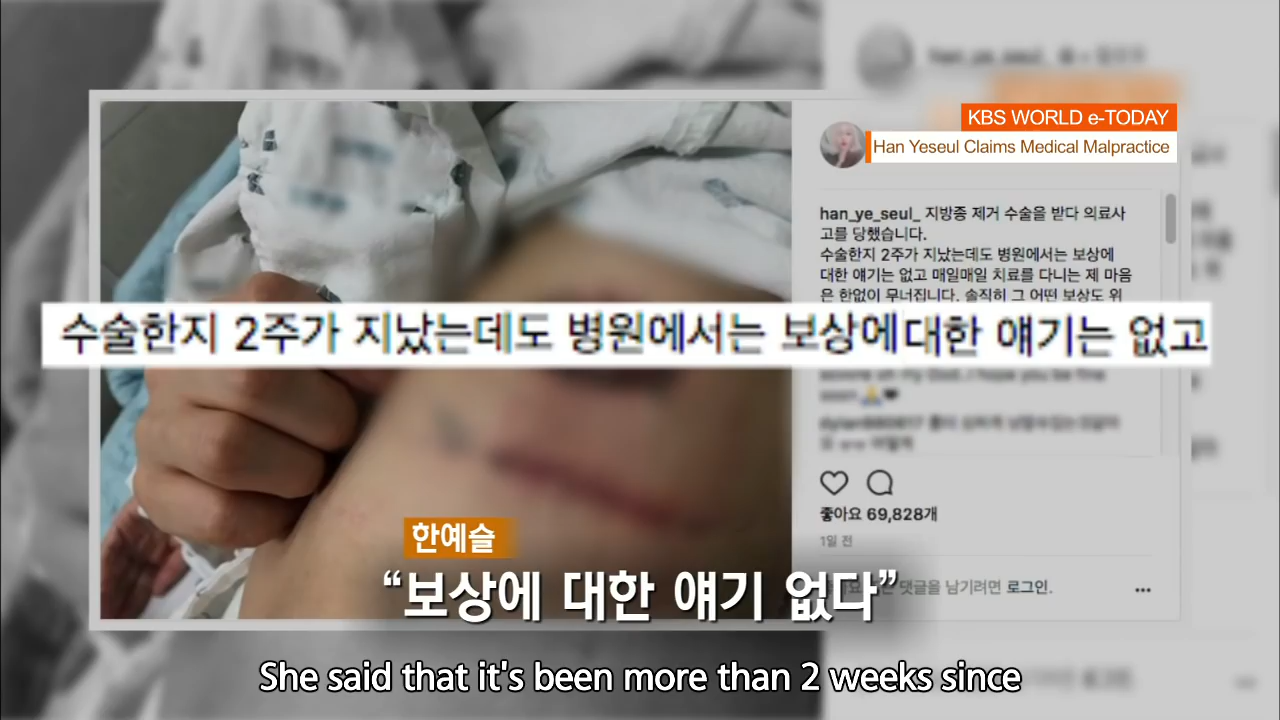 KBS WORLD e-TODAY
Han Yeseul Claims Medical Malpractice
han_ye_seul_ 지방종 제거 수술을 받다 의료사
고를 당했습니다.
수술한지 2주가 지났는데도 병원에서는 보상에
대한 얘기는 없고 매일매일 치료를 다니는 제 마음
은 한없이 무너집니다. 솔직히 그 어떤 보상도 위
수술한지 2주가 지났는데도 병원에서는 보상에대한 얘기는 없고
좋아요 69,828개
1일 전
댓글을 남기려면 로그인.
한예슬
“보상에 대한 얘기 없다”
She said that it's been more than 2 weeks since